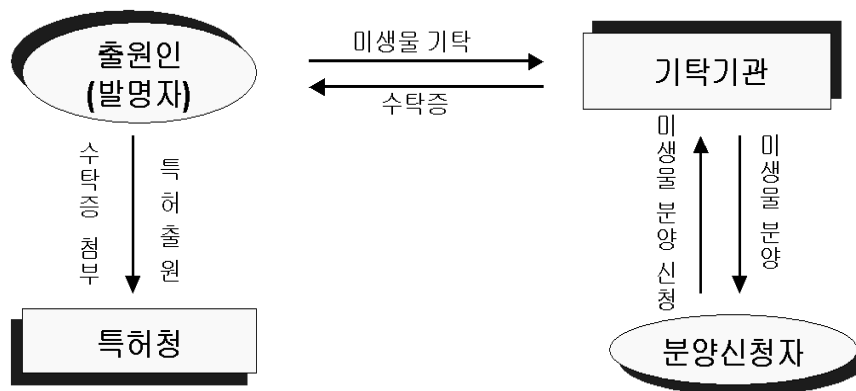 출원인
(발명자)
미생물 기탁
수탁증
기탁기관
수탁증 첨부
특허출원
미생물 분양 신청
미생물 분양
특허청
분양신청자